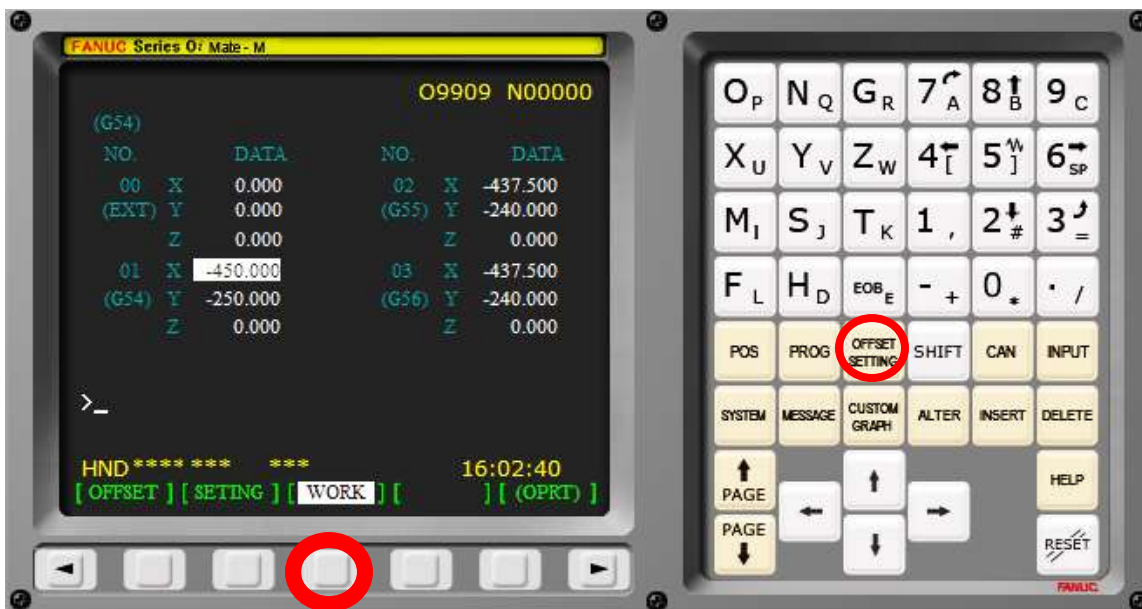 FANUC Series Oi Mate - M
O9909 N00000
(G54)
NO. DATA NO. DATA
00 X 0.000 02 X -437.500
(EXT) Y 0.000 (G55) Y -240.000
Z 0.000 Z 0.000
01 X -450.000 03 X -437.500
(G54) Y -250.000 (G56) Y -240.000
Z 0.000 Z 0.000
>_
HND **** *** *** 16:02:40
[ OFFSET ] [ SETING ] [ WORK ] [ ] [ (OPRT) ]
OP NQ GR 7A 8B 9C
XU YV ZW 4[ 5] 6SP
MI SJ TK 1, 2# 3=
FL HD EOBE -+ 0* ·/
POS PROG OFFSET SETTING SHIFT CAN INPUT
SYSTEM MESSAGE CUSTOM GRAPH ALTER INSERT DELETE
PAGE HELP
PAGE RESET
FANUC